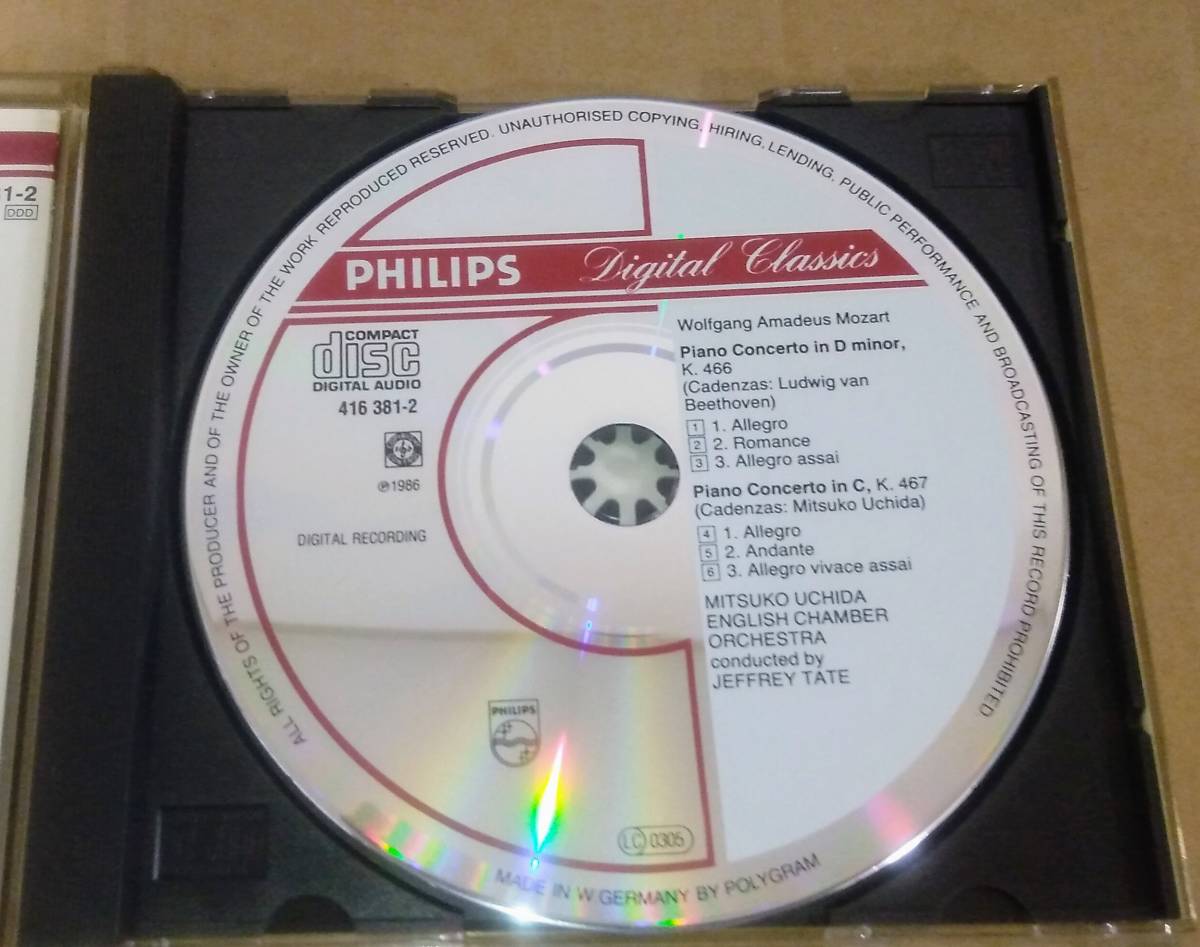 1-2
DDD
ALL RIGHTS OF THE PRODUCER AND OF THE OWNER OF THE WORK REPRODUCED RESERVED. UNAUTHORISED COPYING, HIRING, LENDING, PUBLIC PERFORMANCE AND BROADCASTING OF THIS RECORD PROHIBITED
PHILIPS Digital Classics
COMPACT
disc
DIGITAL AUDIO
416 381-2
℗1986
DIGITAL RECORDING
Wolfgang Amadeus Mozart
Piano Concerto in D minor,
K. 466
(Cadenzas: Ludwig van
Beethoven)
1 1. Allegro
2 2. Romance
3 3. Allegro assai
Piano Concerto in C, K. 467
(Cadenzas: Mitsuko Uchida)
4 1. Allegro
5 2. Andante
6 3. Allegro vivace assai
MITSUKO UCHIDA
ENGLISH CHAMBER
ORCHESTRA
conducted by
JEFFREY TATE
PHILIPS
LC 0305
MADE IN W GERMANY BY POLYGRAM